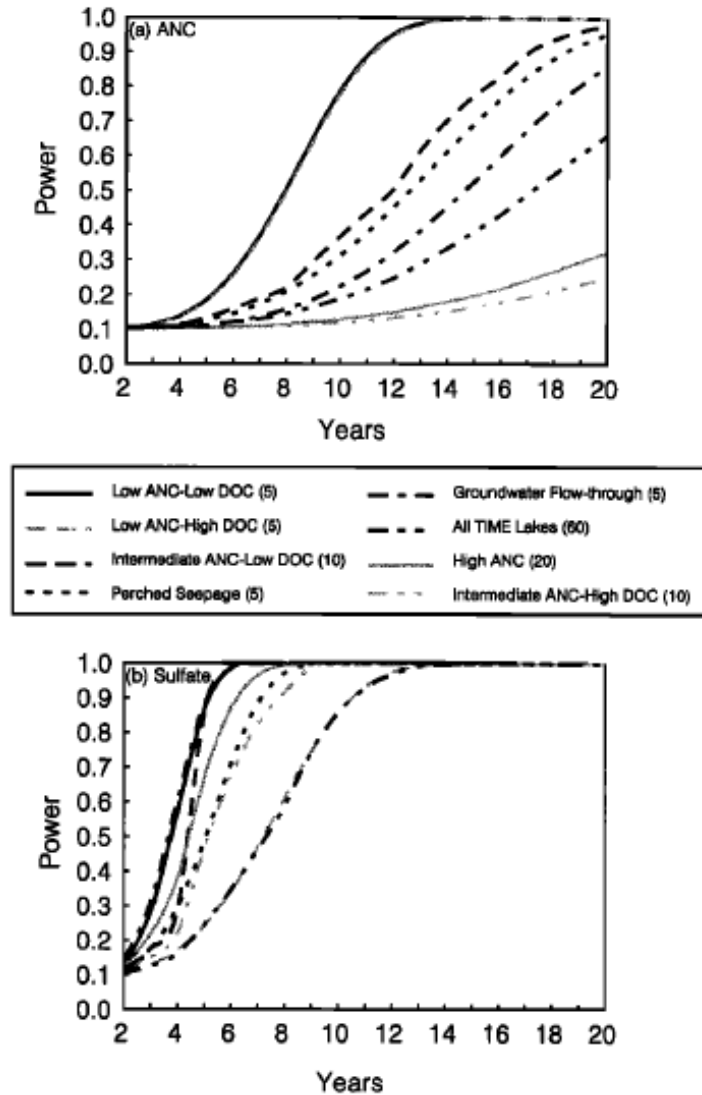 (a) ANC
1.0
0.9
0.8
0.7
0.6
0.5
0.4
0.3
0.2
0.1
0.0
Power
2 4 6 8 10 12 14 16 18 20
Years
Low ANC-Low DOC (5)
Low ANC-High DOC (5)
Intermediate ANC-Low DOC (10)
Perched Seepage (5)
Groundwater Flow-through (5)
All TIME Lakes (60)
High ANC (20)
Intermediate ANC-High DOC (10)
(b) Sulfate
1.0
0.9
0.8
0.7
0.6
0.5
0.4
0.3
0.2
0.1
0.0
Power
2 4 6 8 10 12 14 16 18 20
Years